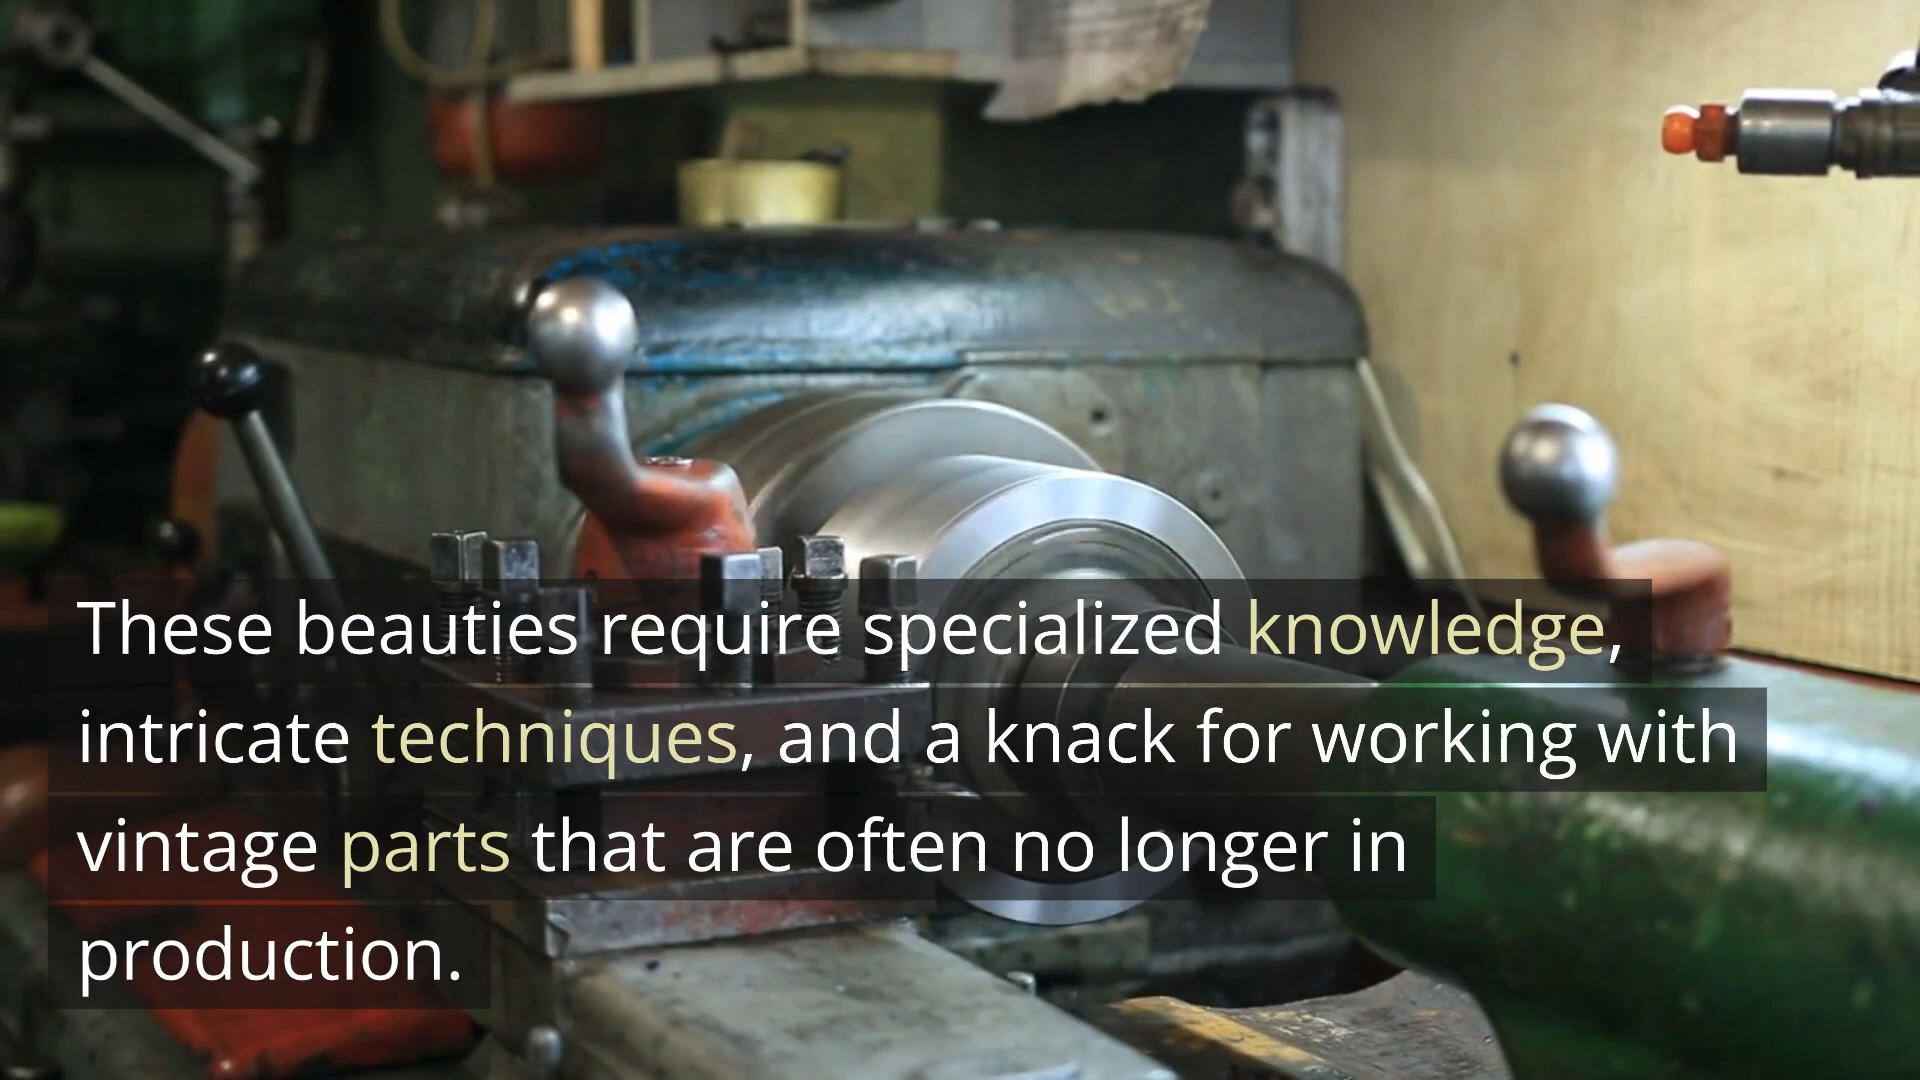 These beauties require specialized knowledge,
intricate techniques, and a knack for working with
vintage parts that are often no longer in
production.